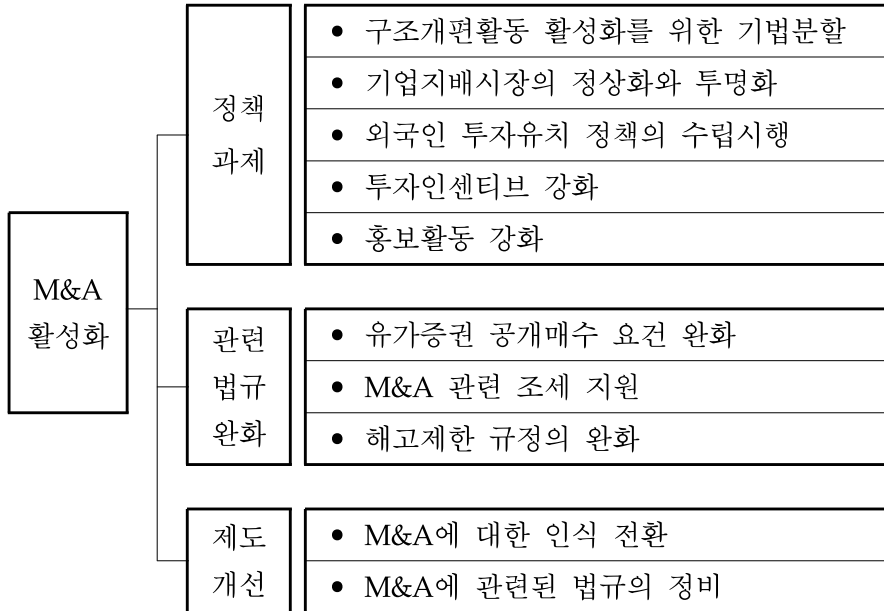 M&A
활성화
정책
과제
• 구조개편활동 활성화를 위한 기법분할
• 기업지배시장의 정상화와 투명화
• 외국인 투자유치 정책의 수립시행
• 투자인센티브 강화
• 홍보활동 강화
관련
법규
완화
• 유가증권 공개매수 요건 완화
• M&A 관련 조세 지원
• 해고제한 규정의 완화
제도
개선
• M&A에 대한 인식 전환
• M&A에 관련된 법규의 정비